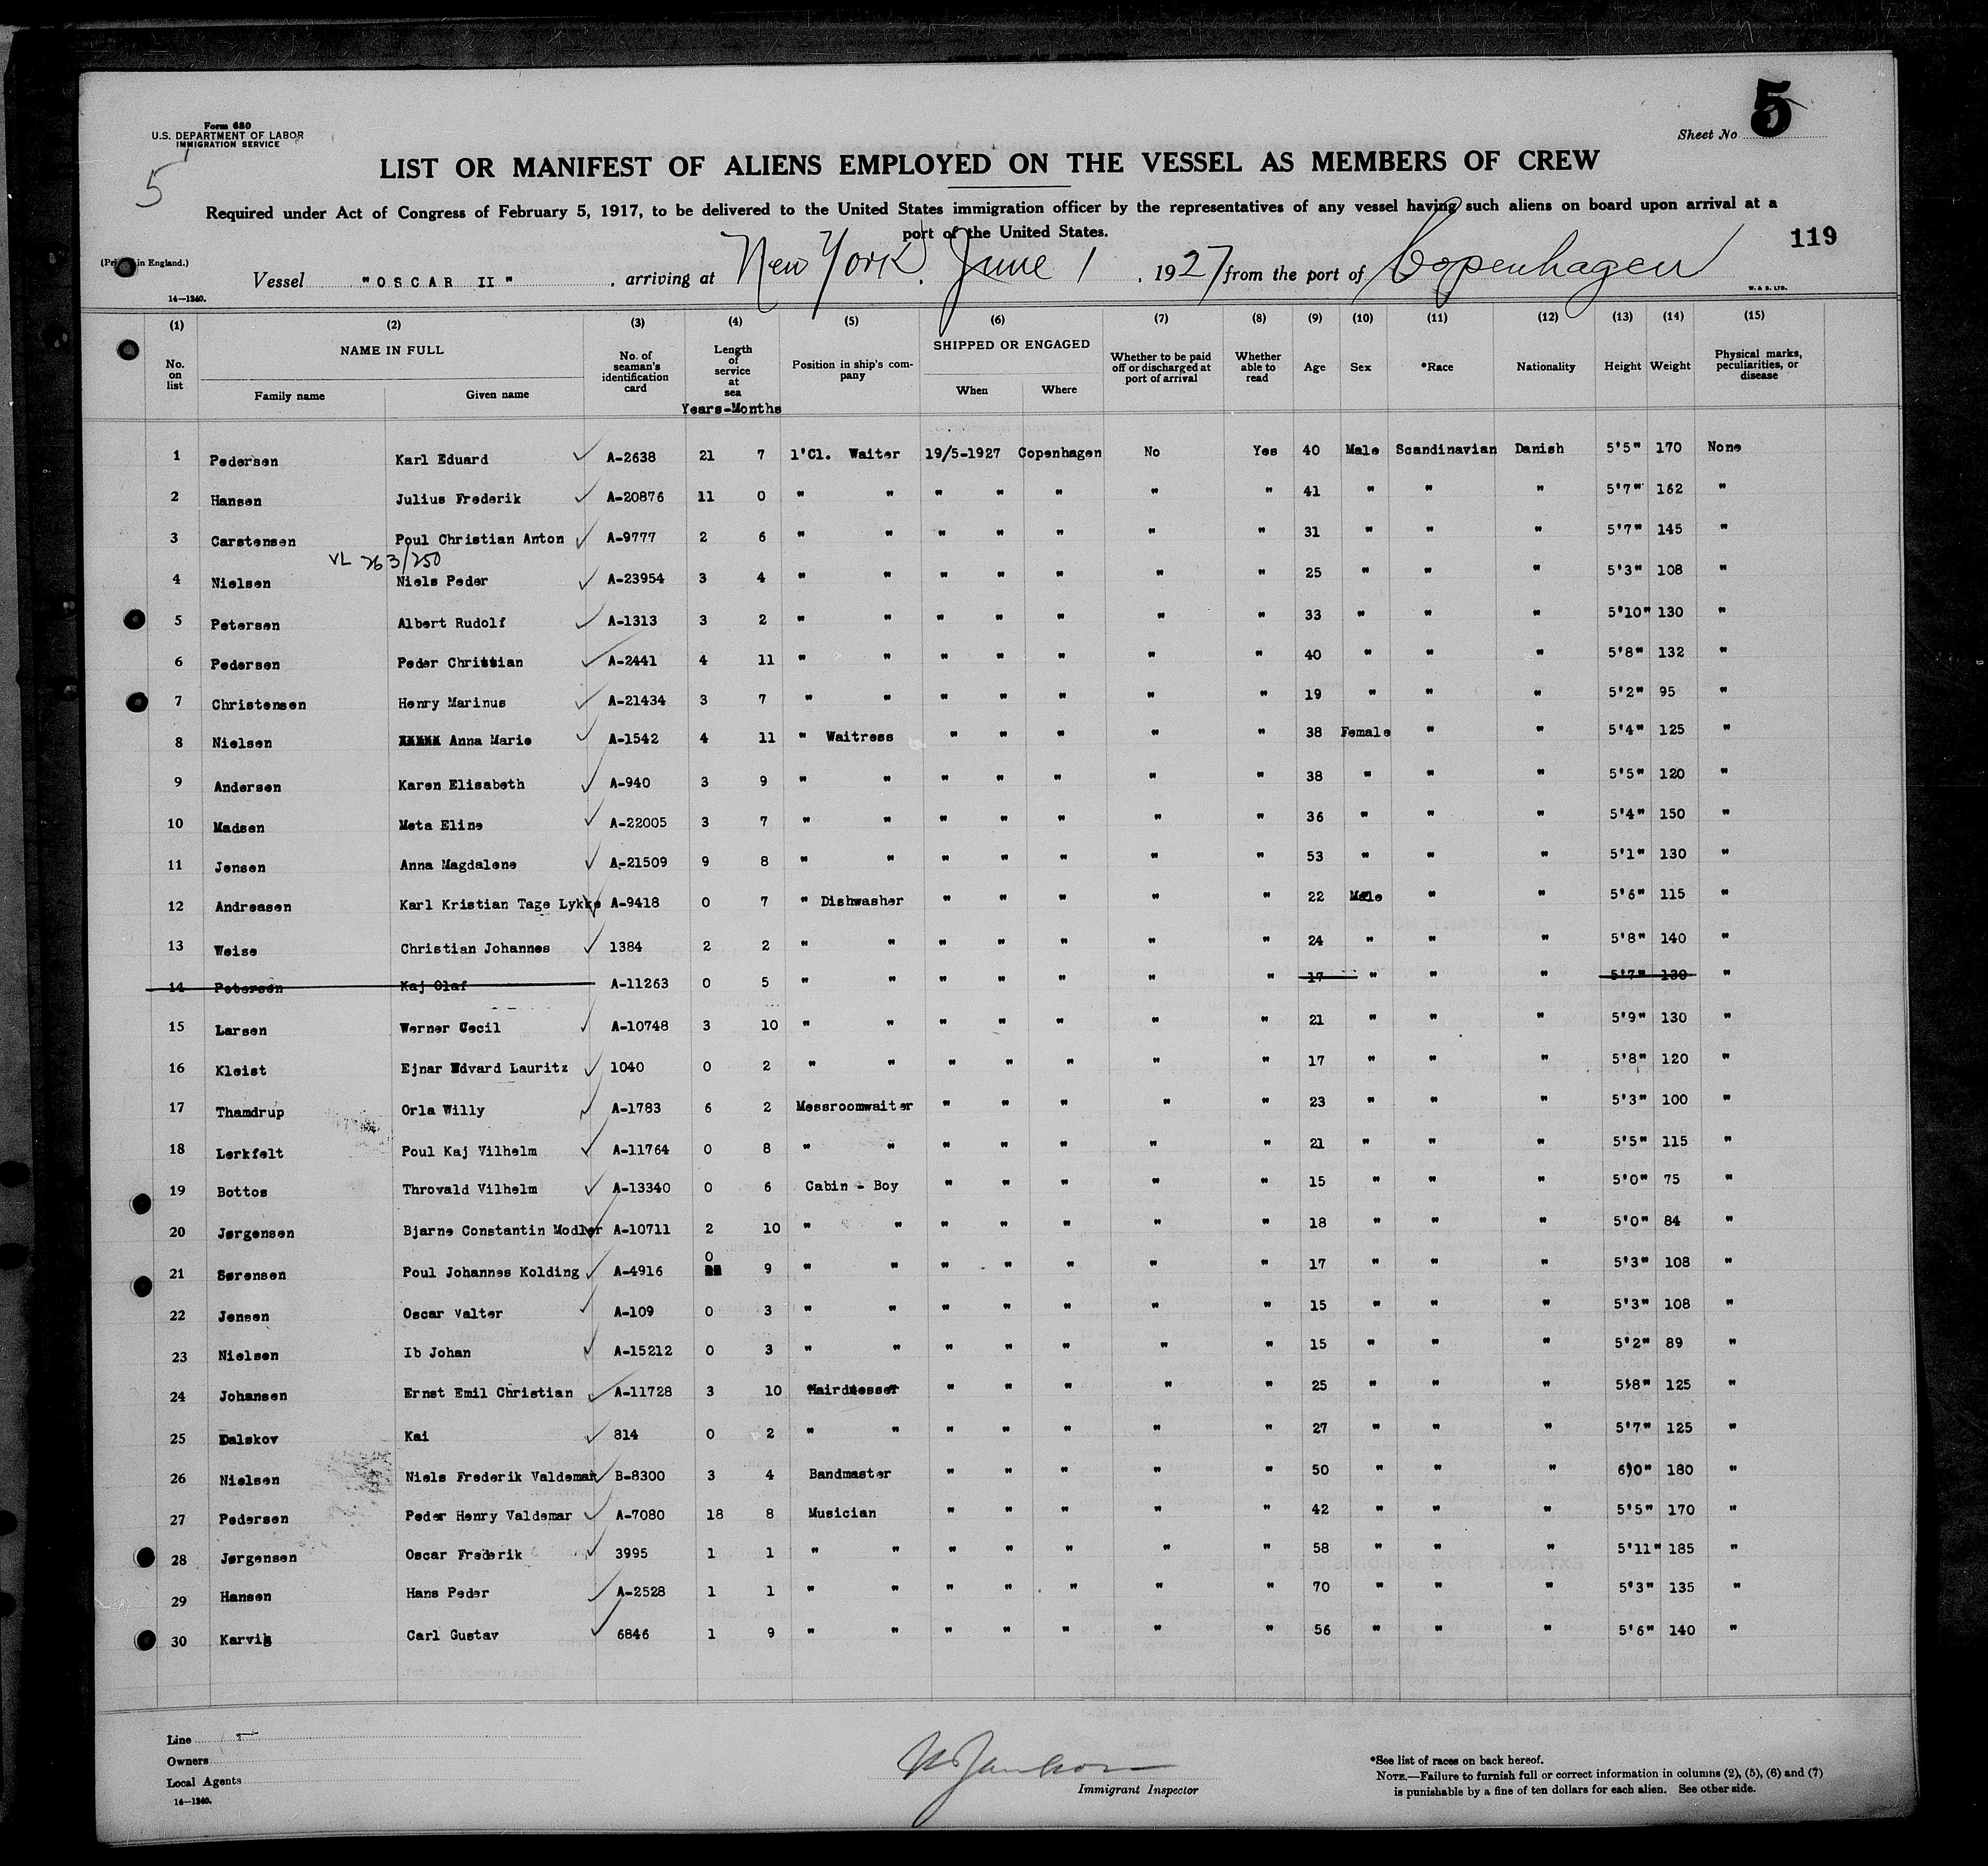 Form 680
U.S. DEPARTMENT OF LABOR
IMMIGRATION SERVICE
Sheet No 5
5
LIST OR MANIFEST OF ALIENS EMPLOYED ON THE VESSEL AS MEMBERS OF CREW
Required under Act of Congress of February 5, 1917, to be delivered to the United States immigration officer by the representatives of any vessel having such aliens on board upon arrival at a
port of the United States.
119
(Printed in England.)
Vessel "OSCAR II", arriving at New York, June 1, 1927 from the port of Copenhagen
14—1240.
W. & S. LTD.
(1) (2) (3) (4) (5) (6) (7) (8) (9) (10) (11) (12) (13) (14) (15)
No. on list NAME IN FULL Family name Given name No. of seaman's identification card Length of service at sea Years-Months Position in ship's company SHIPPED OR ENGAGED When Where Whether to be paid off or discharged at port of arrival Whether able to read Age Sex *Race Nationality Height Weight Physical marks, peculiarities, or disease
1 Pedersen Karl Eduard A-2638 21 7 1'Cl. Waiter 19/5-1927 Copenhagen No Yes 40 Male Scandinavian Danish 5'5" 170 None
2 Hansen Julius Frederik A-20876 11 0 " " " " " " " 41 " " " 5'7" 162 "
3 Carstensen Poul Christian Anton A-9777 2 6 " " " " " " " 31 " " " 5'7" 145 "
VL 263/250
4 Nielsen Niels Peder A-23954 3 4 " " " " " " " 25 " " " 5'3" 108 "
5 Petersen Albert Rudolf A-1313 3 2 " " " " " " " 33 " " " 5'10" 130 "
6 Pedersen Peder Christian A-2441 4 11 " " " " " " " 40 " " " 5'8" 132 "
7 Christensen Henry Marinus A-21434 3 7 " " " " " " " 19 " " " 5'2" 95 "
8 Nielsen Anna Marie A-1542 4 11 " Waitress " " " " " 38 Female " " 5'4" 125 "
9 Andersen Karen Elisabeth A-940 3 9 " " " " " " " 38 " " " 5'5" 120 "
10 Madsen Meta Eline A-22005 3 7 " " " " " " " 36 " " " 5'4" 150 "
11 Jensen Anna Magdalene A-21509 9 8 " " " " " " " 53 " " " 5'1" 130 "
12 Andreasen Karl Kristian Tage Lykke A-9418 0 7 " Dishwasher " " " " " 22 Male " " 5'6" 115 "
13 Weise Christian Johannes 1384 2 2 " " " " " " " 24 " " " 5'8" 140 "
14 Petersen Kaj Olaf A-11263 0 5 " " " " " " " 17 " " " 5'7" 130 "
15 Larsen Werner Cecil A-10748 3 10 " " " " " " " 21 " " " 5'9" 130 "
16 Kleist Ejnar Edvard Lauritz 1040 0 2 " " " " " " " 17 " " " 5'8" 120 "
17 Thamdrup Orla Willy A-1783 6 2 Messroomwaiter " " " " " 23 " " " 5'3" 100 "
18 Lerkfelt Poul Kaj Vilhelm A-11764 0 8 " " " " " " " 21 " " " 5'5" 115 "
19 Bottos Throvald Vilhelm A-13340 0 6 Cabin - Boy " " " " " 15 " " " 5'0" 75 "
20 Jørgensen Bjarne Constantin Modler A-10711 2 10 " " " " " " " 18 " " " 5'0" 84 "
21 Sørensen Poul Johannes Kolding A-4916 0 9 " " " " " " " 17 " " " 5'3" 108 "
22 Jensen Oscar Valter A-109 0 3 " " " " " " " 15 " " " 5'3" 108 "
23 Nielsen Ib Johan A-15212 0 3 " " " " " " " 15 " " " 5'2" 89 "
24 Johansen Ernst Emil Christian A-11728 3 10 Hairdresser " " " " " 25 " " " 5'8" 125 "
25 Dalskov Kai 814 0 2 " " " " " " " 27 " " " 5'7" 125 "
26 Nielsen Niels Frederik Valdemar B-8300 3 4 Bandmaster " " " " " 50 " " " 6'0" 180 "
27 Pedersen Peder Henry Valdemar A-7080 18 8 Musician " " " " " 42 " " " 5'5" 170 "
28 Jørgensen Oscar Frederik 3995 1 1 " " " " " " " 58 " " " 5'11" 185 "
29 Hansen Hans Peder A-2528 1 1 " " " " " " " 70 " " " 5'3" 135 "
30 Karvig Carl Gustav 6846 1 9 " " " " " " " 56 " " " 5'6" 140 "
Line
Owners
Local Agents
14—1240.
Immigrant Inspector
*See list of races on back hereof.
NOTE.—Failure to furnish full or correct information in columns (2), (5), (6) and (7)
is punishable by a fine of ten dollars for each alien. See other side.